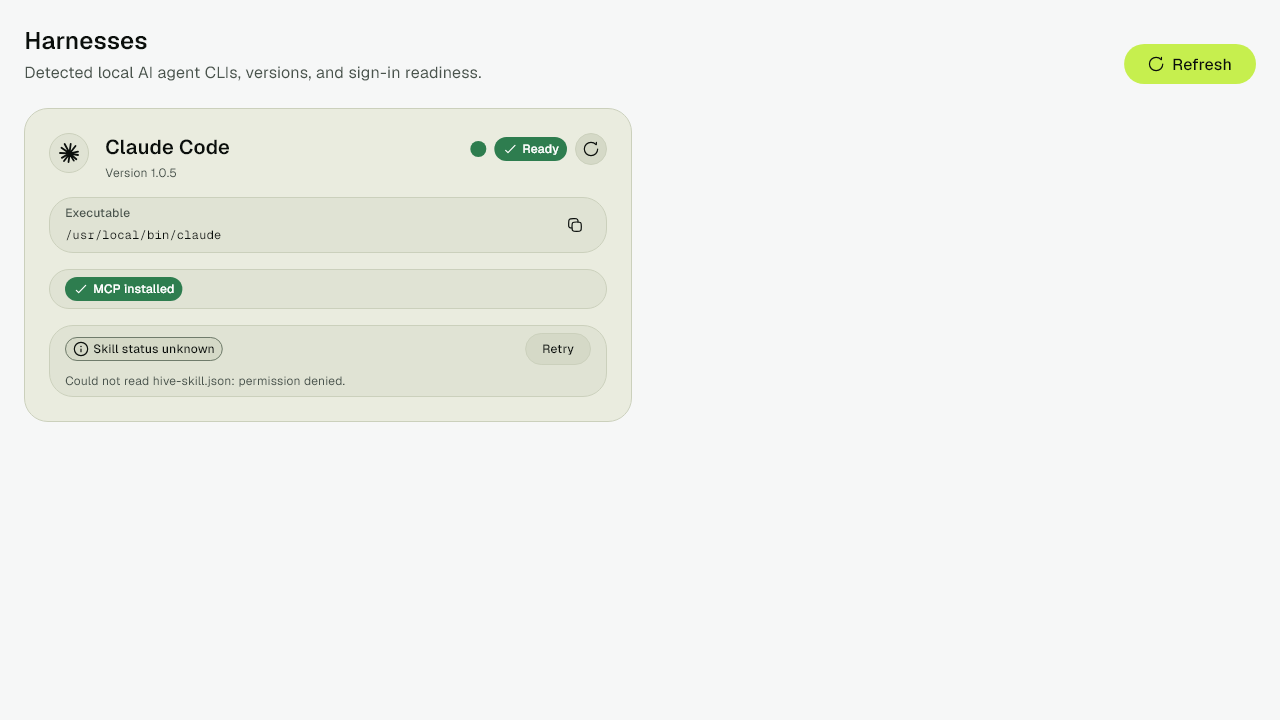 Harnesses
Detected local AI agent CLIs, versions, and sign-in readiness.
Refresh
Claude Code
Version 1.0.5
Ready
Executable
/usr/local/bin/claude
MCP installed
Skill status unknown
Retry
Could not read hive-skill.json: permission denied.